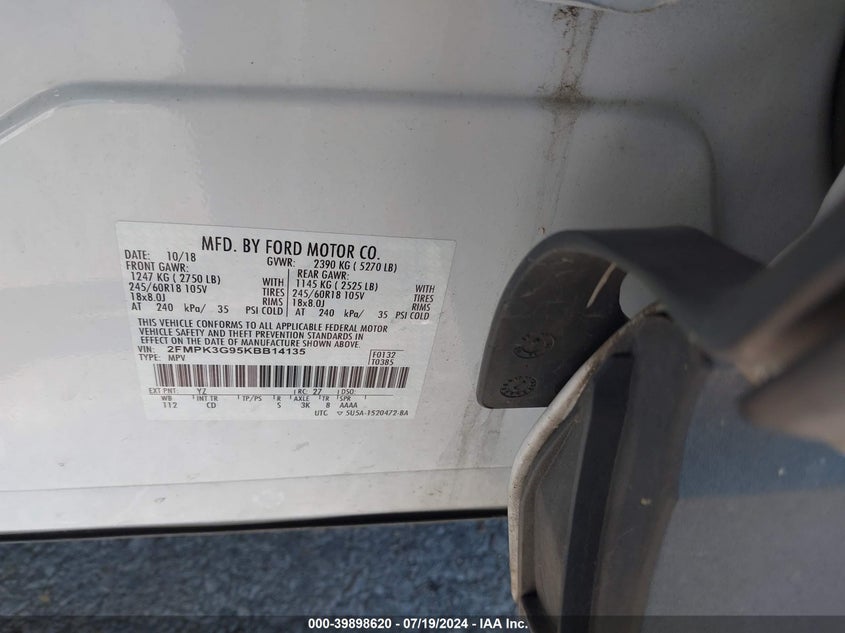 MFD. BY FORD MOTOR CO.
DATE: 10/18 GVWR: 2390 KG ( 5270 LB)
FRONT GAWR: REAR GAWR:
1247 KG ( 2750 LB) WITH 1145 KG ( 2525 LB) WITH
245/60R18 105V TIRES 245/60R18 105V TIRES
18x8.0J RIMS 18x8.0J RIMS
AT 240 kPa/ 35 PSI COLD AT 240 kPa/ 35 PSI COLD
THIS VEHICLE CONFORMS TO ALL APPLICABLE FEDERAL MOTOR
VEHICLE SAFETY AND THEFT PREVENTION STANDARDS IN
EFFECT ON THE DATE OF MANUFACTURE SHOWN ABOVE.
VIN: 2FMPK3G95KBB14135 F0132
TYPE: MPV T0385
EXT PNT: YZ RC: 27 DSO:
WB INT TR TP/PS R AXLE TR SPR
112 CD S 3K 8 AAAA
UTC ▽ 5U5A-1520472-BA
000-39898620 - 07/19/2024 - IAA Inc.